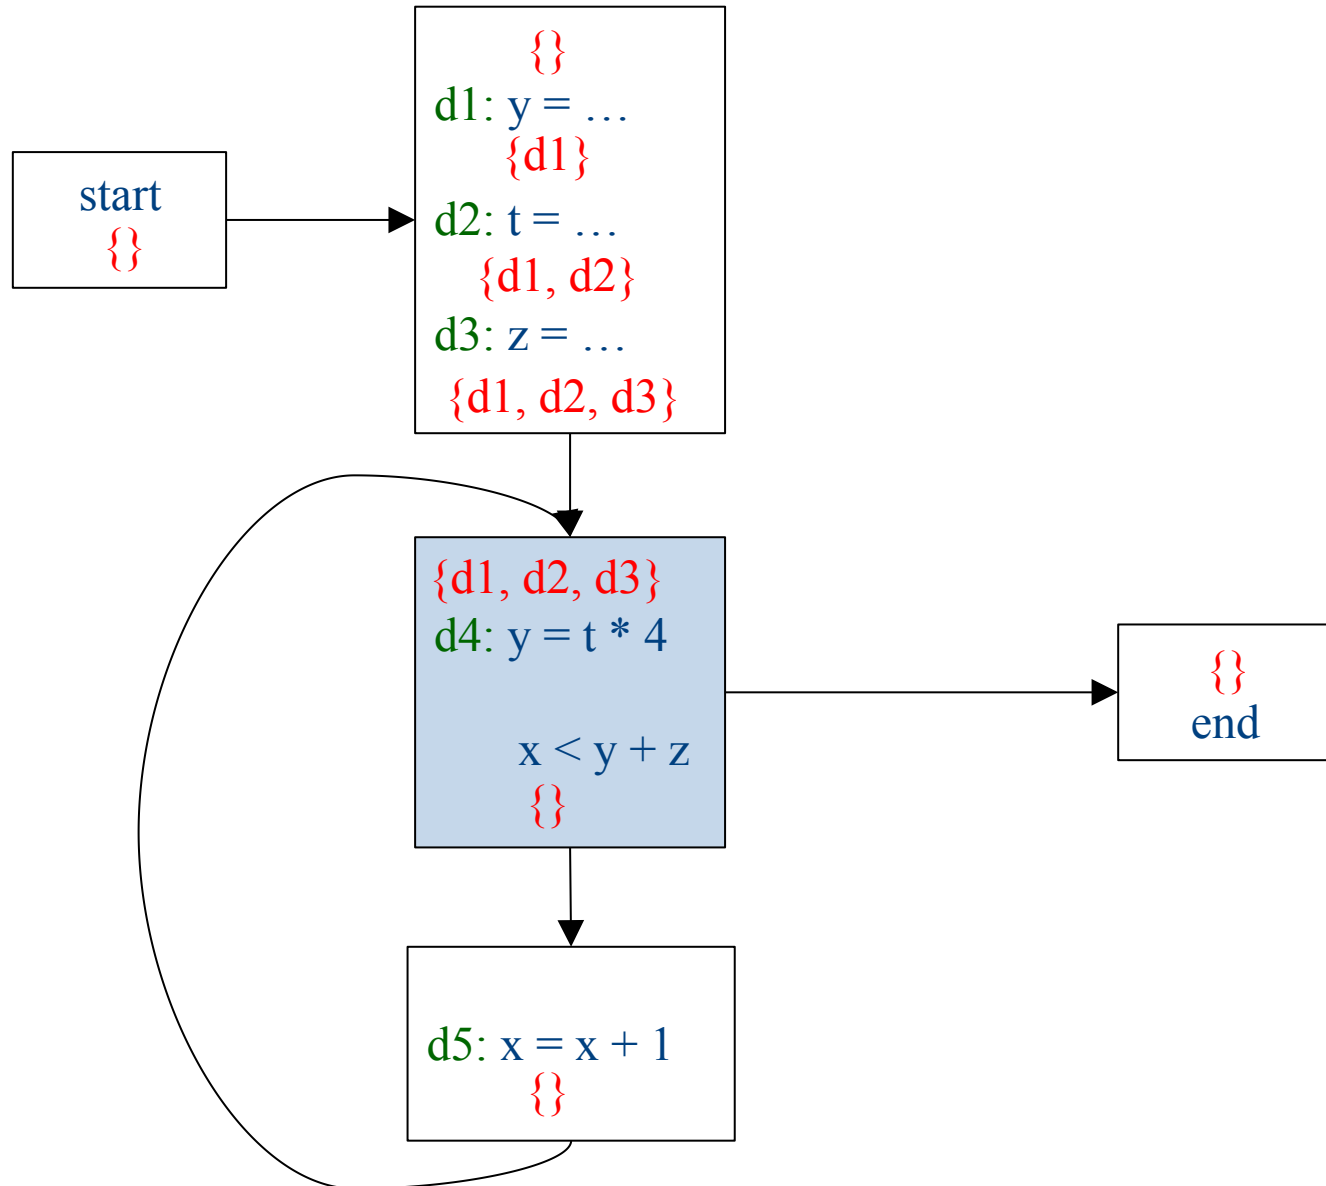 start
{}
{}
d1: y = …
{d1}
d2: t = …
{d1, d2}
d3: z = …
{d1, d2, d3}
{d1, d2, d3}
d4: y = t * 4
x < y + z
{}
{}
end
d5: x = x + 1
{}